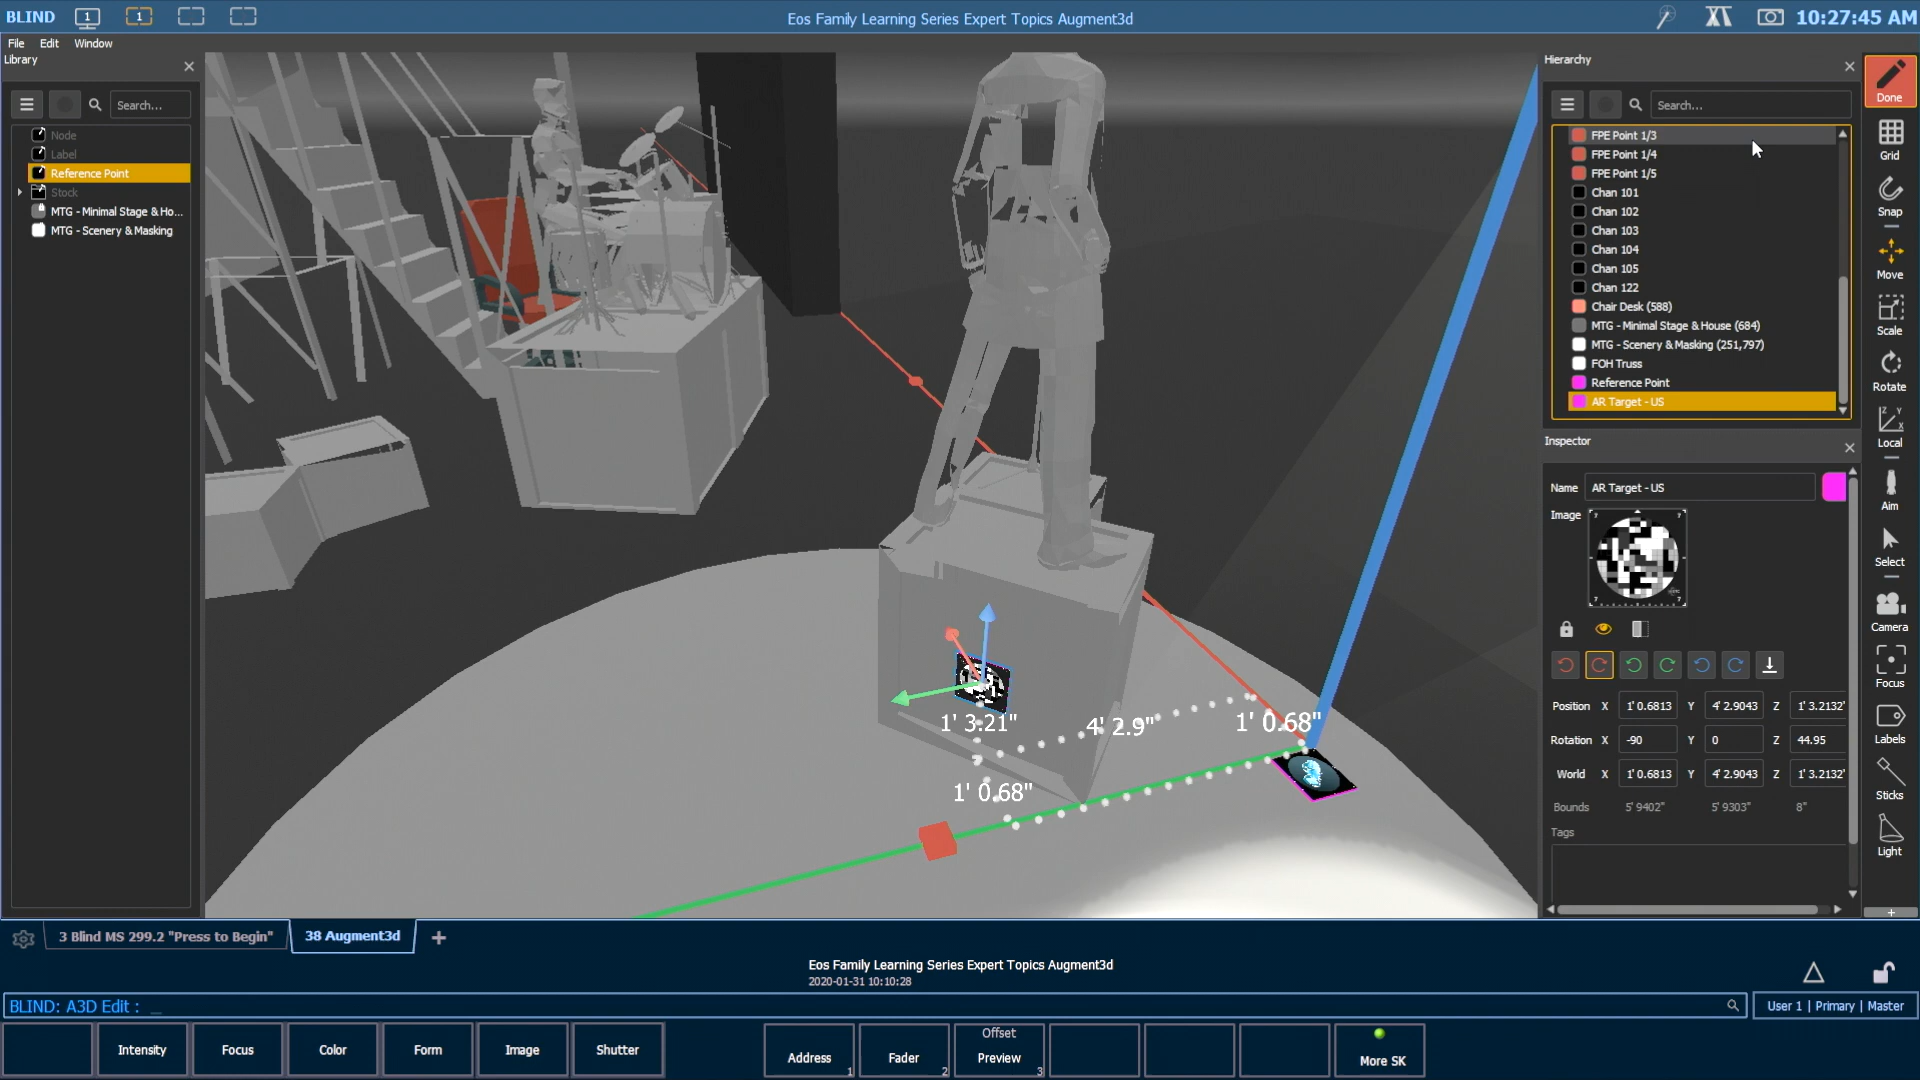 BLIND
1
1
Eos Family Learning Series Expert Topics Augment3d
10:27:45 AM
File Edit Window
Library
Search...
Node
Label
Reference Point
Stock
MTG - Minimal Stage & Ho...
MTG - Scenery & Masking
1' 3.21"
4' 2.9"
1' 0.68"
1' 0.68"
Hierarchy
Search...
FPE Point 1/3
FPE Point 1/4
FPE Point 1/5
Chan 101
Chan 102
Chan 103
Chan 104
Chan 105
Chan 122
Chair Desk (588)
MTG - Minimal Stage & House (684)
MTG - Scenery & Masking (251,797)
FOH Truss
Reference Point
AR Target - US
Inspector
Name AR Target - US
Image
Position X 1' 0.6813 Y 4' 2.9043 Z 1' 3.2132'
Rotation X -90 Y 0 Z 44.95
World X 1' 0.6813 Y 4' 2.9043 Z 1' 3.2132'
Bounds 5' 9402" 5' 9303" 8"
Tags
Done
Grid
Snap
Move
Scale
Rotate
Z Y X
Local
Aim
Select
Camera
Focus
Labels
Sticks
Light
+
3 Blind MS 299.2 "Press to Begin"
38 Augment3d
+
Eos Family Learning Series Expert Topics Augment3d
2020-01-31 10:10:28
BLIND: A3D Edit : _
User 1 | Primary | Master
Intensity
Focus
Color
Form
Image
Shutter
Address 1
Fader 2
Offset
Preview 3
More SK